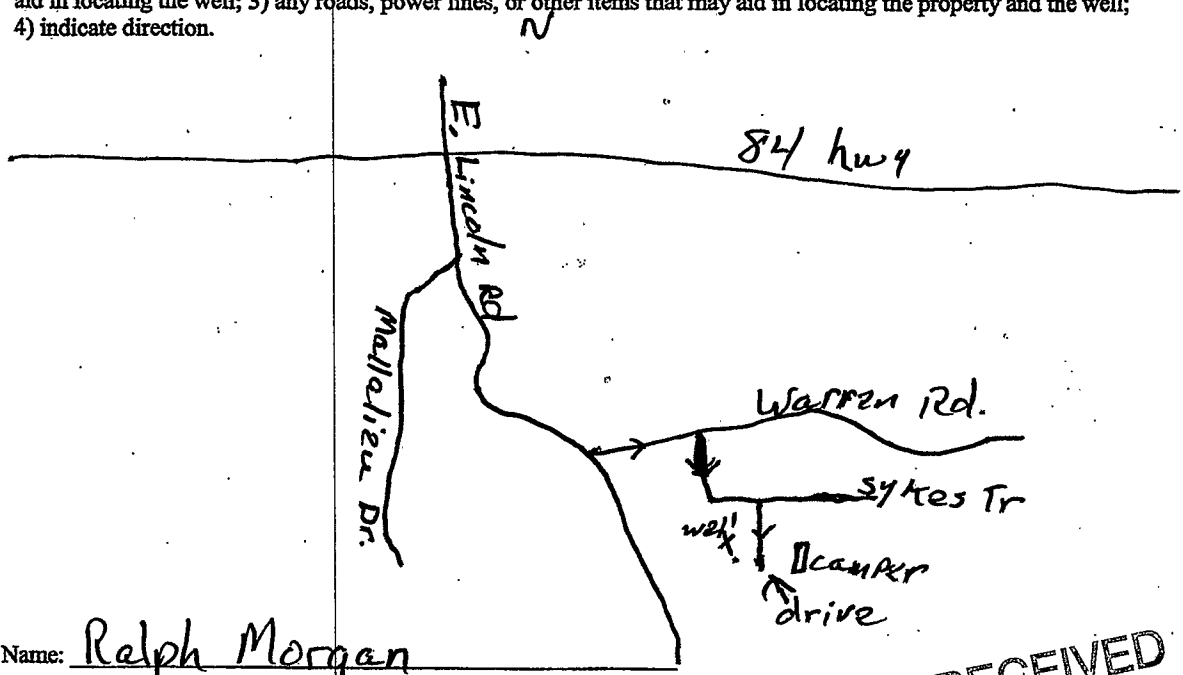 aid in locating the well; 3) any roads, power lines, or other items that may aid in locating the property and the well;
4) indicate direction.
N
E. Lincoln Rd
84 hwy
Mallalieu Dr.
Warren Rd.
Sykes Tr
well
X
camper
drive
Name: Ralph Morgan
RECEIVED